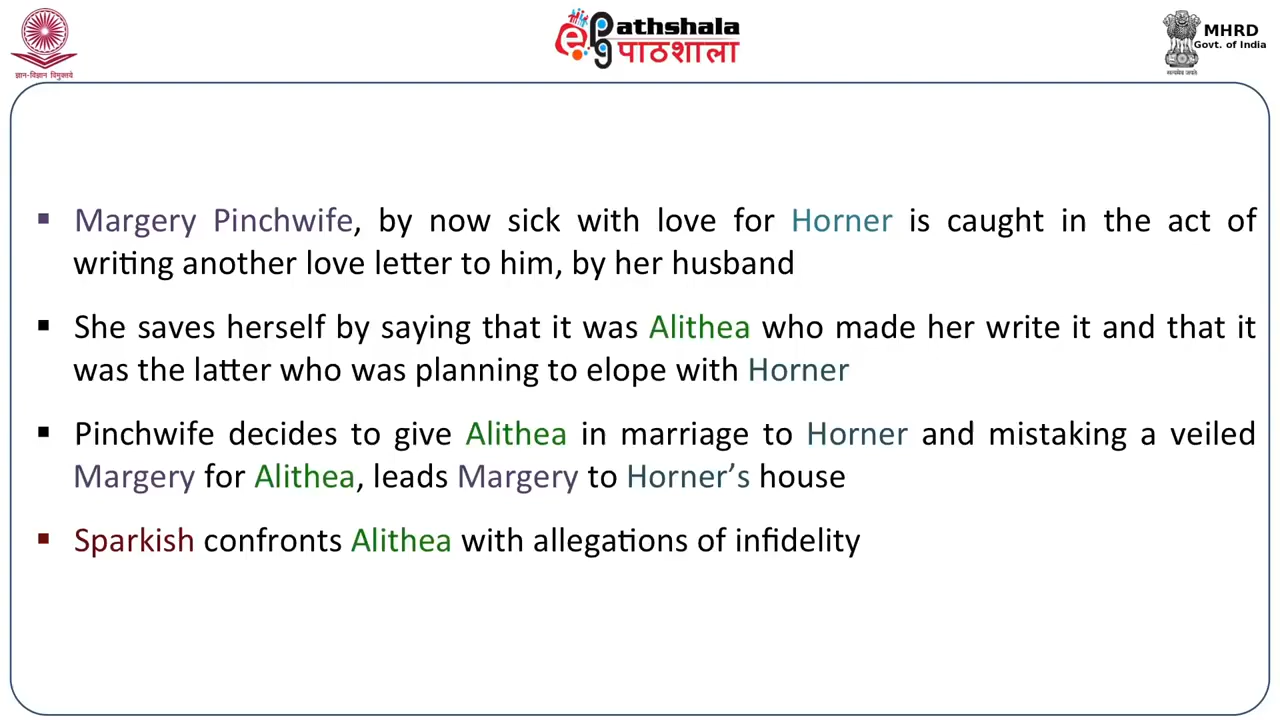 ज्ञान-विज्ञान विमुक्तये
ePathshala
पाठशाला
MHRD
Govt. of India
सत्यमेव जयते
▪ Margery Pinchwife, by now sick with love for Horner is caught in the act of
writing another love letter to him, by her husband
▪ She saves herself by saying that it was Alithea who made her write it and that it
was the latter who was planning to elope with Horner
▪ Pinchwife decides to give Alithea in marriage to Horner and mistaking a veiled
Margery for Alithea, leads Margery to Horner’s house
▪ Sparkish confronts Alithea with allegations of infidelity